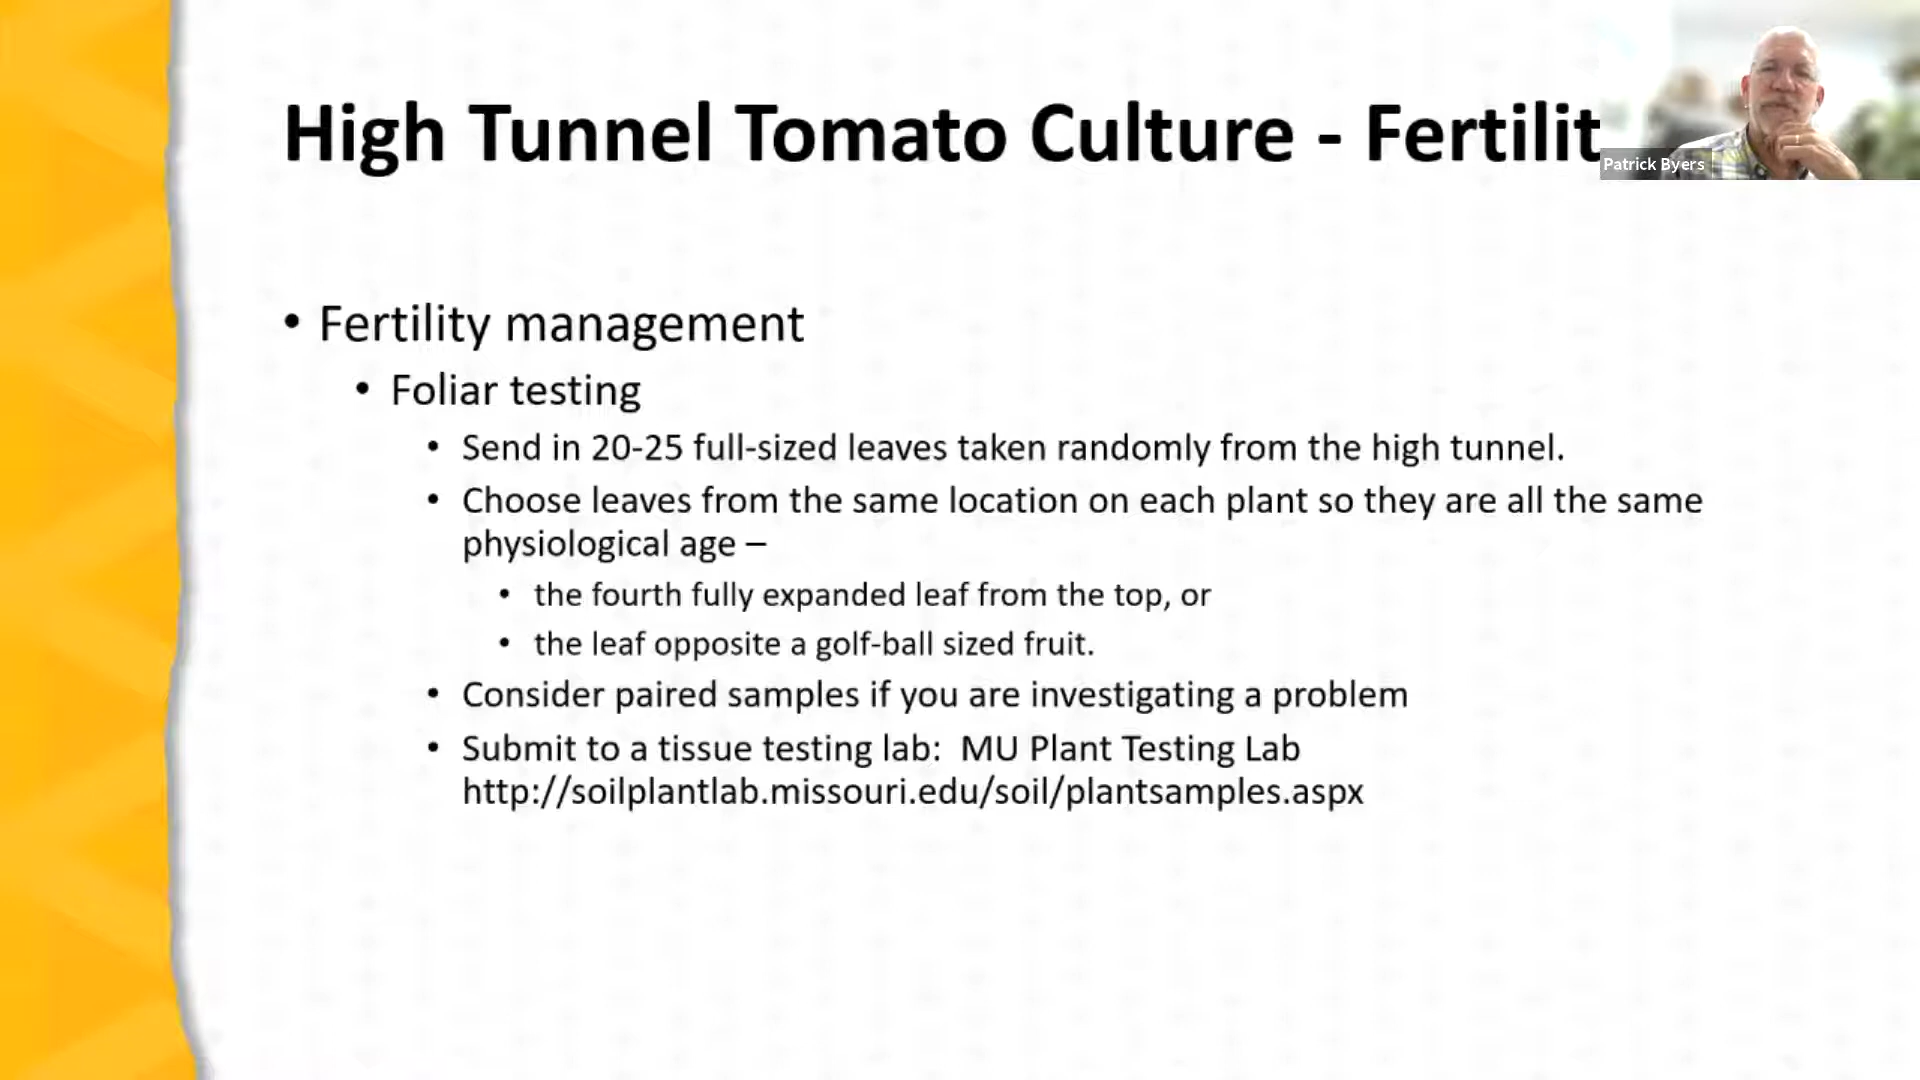 High Tunnel Tomato Culture - Fertilit
Patrick Byers
• Fertility management
• Foliar testing
• Send in 20-25 full-sized leaves taken randomly from the high tunnel.
• Choose leaves from the same location on each plant so they are all the same
physiological age –
• the fourth fully expanded leaf from the top, or
• the leaf opposite a golf-ball sized fruit.
• Consider paired samples if you are investigating a problem
• Submit to a tissue testing lab:  MU Plant Testing Lab
http://soilplantlab.missouri.edu/soil/plantsamples.aspx